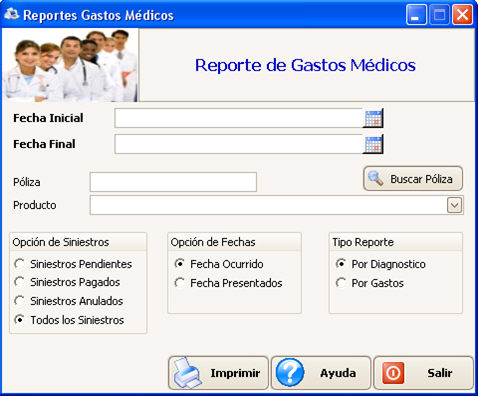 Reportes Gastos Médicos
Reporte de Gastos Médicos
Fecha Inicial
Fecha Final
Póliza
Buscar Póliza
Producto
Opción de Siniestros
Siniestros Pendientes
Siniestros Pagados
Siniestros Anulados
Todos los Siniestros
Opción de Fechas
Fecha Ocurrido
Fecha Presentados
Tipo Reporte
Por Diagnostico
Por Gastos
Imprimir
Ayuda
Salir